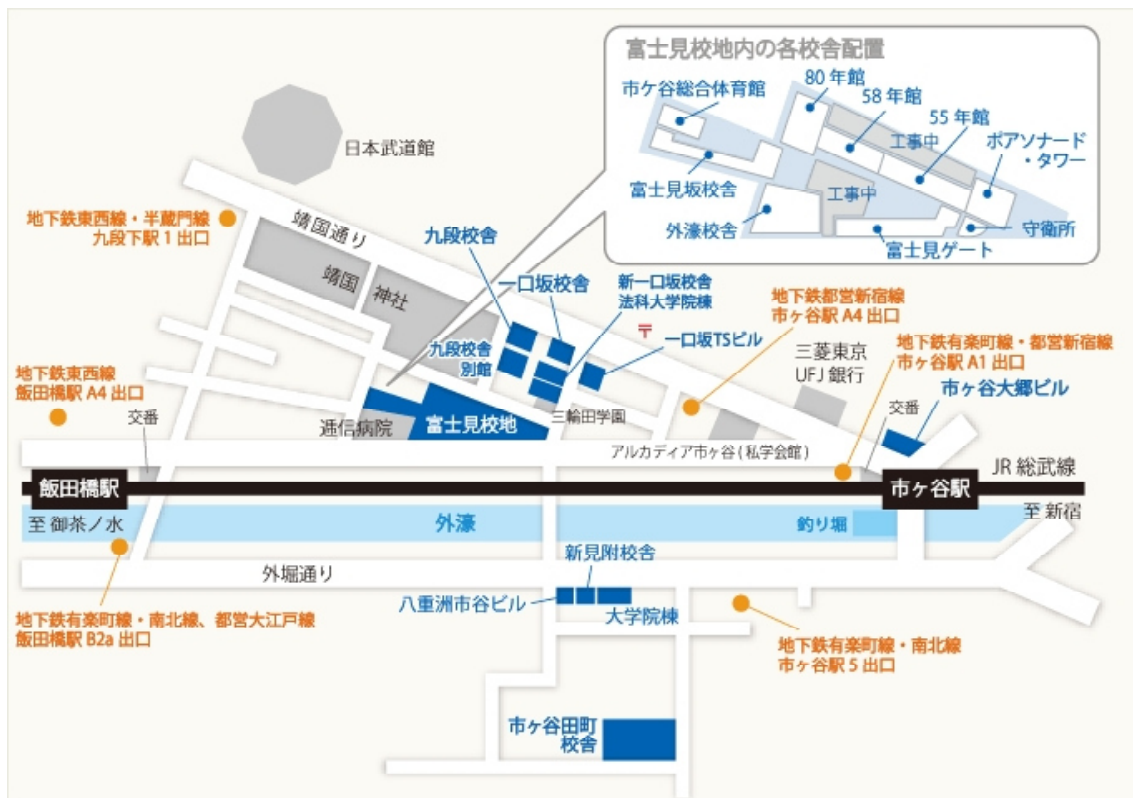 富士見校地内の各校舎配置
80 年館
市ケ谷総合体育館
58 年館
55 年館
工事中
ボアソナード
・タワー
富士見坂校舎
工事中
外濠校舎
守衛所
富士見ゲート
日本武道館
地下鉄東西線・半蔵門線
九段下駅 1 出口
靖国通り
九段校舎
靖国
神社
一口坂校舎
新一口坂校舎
法科大学院棟
地下鉄都営新宿線
市ヶ谷駅 A4 出口
〒
一口坂TSビル
地下鉄有楽町線・都営新宿線
市ヶ谷駅 A1 出口
三菱東京
UFJ 銀行
九段校舎
別館
地下鉄東西線
飯田橋駅 A4 出口
市ヶ谷大郷ビル
交番
交番
逓信病院
富士見校地
三輪田学園
アルカディア市ヶ谷 ( 私学会館 )
JR 総武線
飯田橋駅
市ヶ谷駅
至 御茶ノ水
外濠
釣り堀
至 新宿
外堀通り
新見附校舎
八重洲市谷ビル
大学院棟
地下鉄有楽町線・南北線、都営大江戸線
飯田橋駅 B2a 出口
地下鉄有楽町線・南北線
市ヶ谷駅 5 出口
市ヶ谷田町
校舎